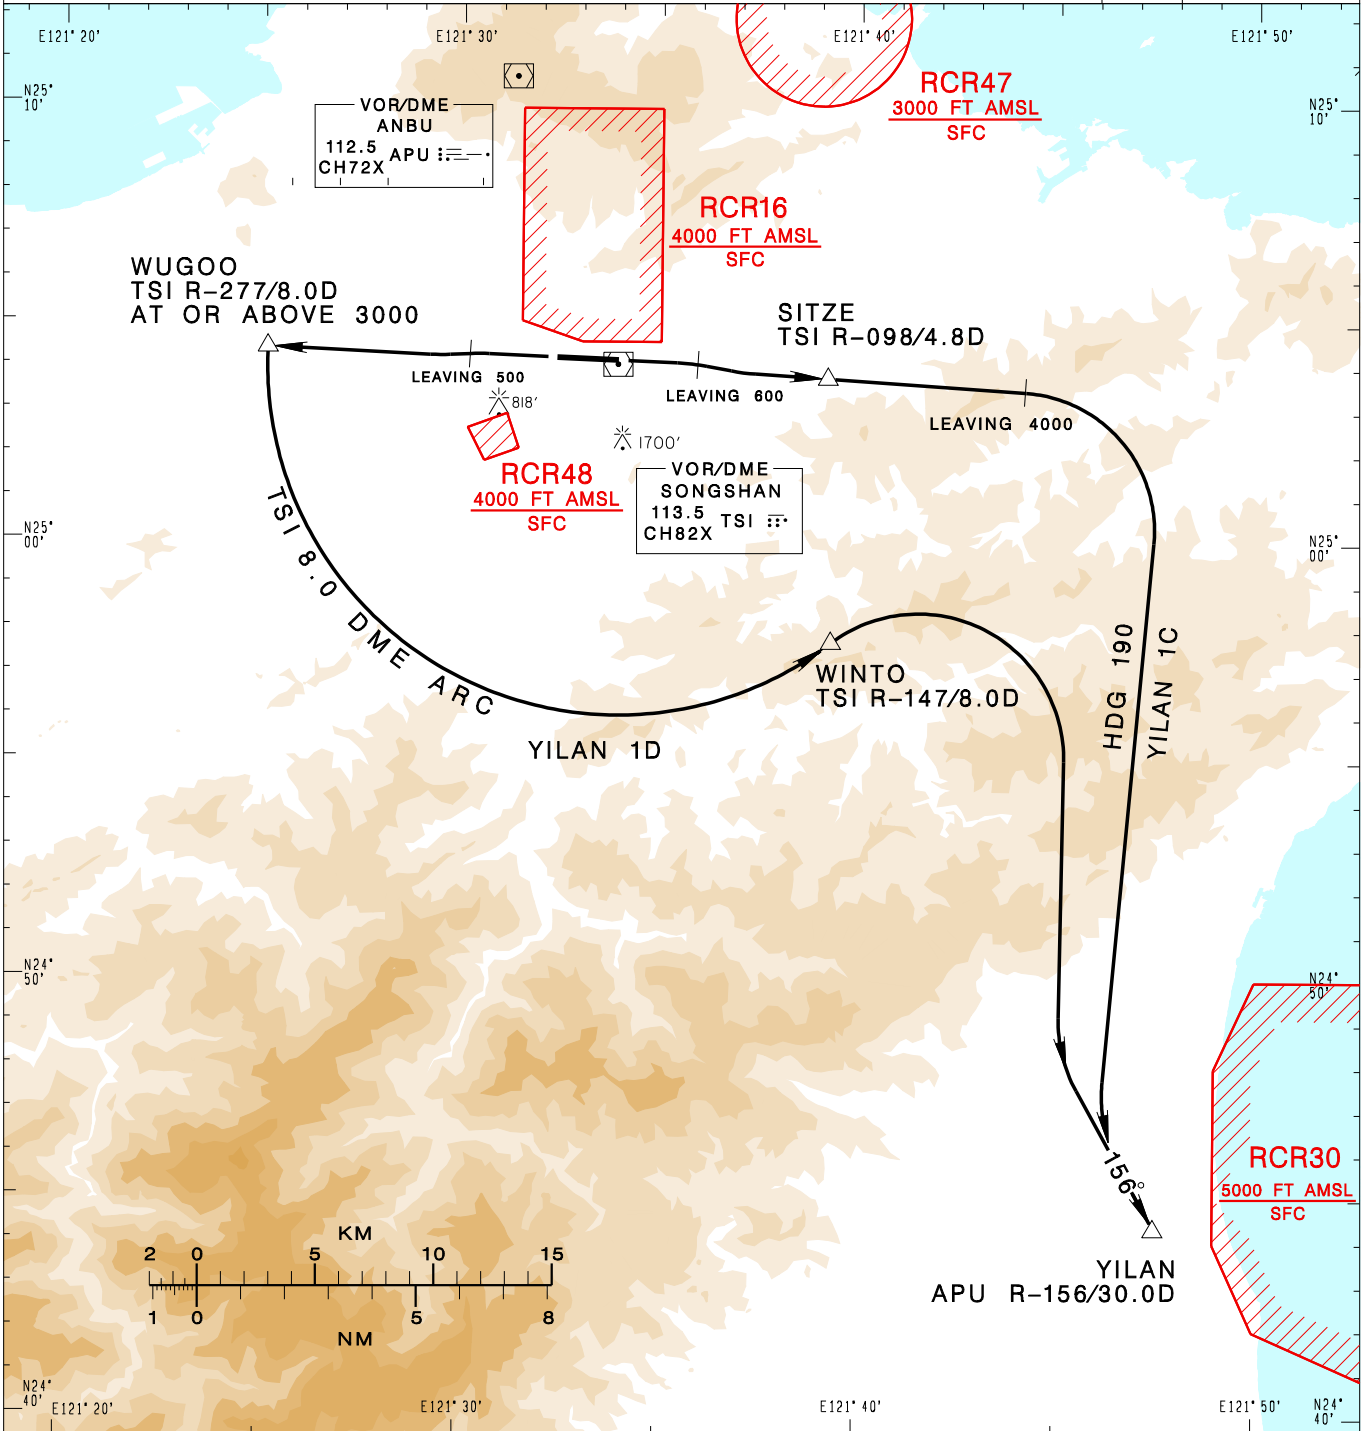 E121° 20'
E121° 30'
E121° 40'
E121° 50'
N25°
10'
N25°
10'
VOR/DME
ANBU
112.5
CH72X
APU
RCR47
3000 FT AMSL
SFC
RCR16
4000 FT AMSL
SFC
WUGOO
TSI R-277/8.0D
AT OR ABOVE 3000
SITZE
TSI R-098/4.8D
LEAVING 500
LEAVING 600
LEAVING 4000
818'
1700'
RCR48
4000 FT AMSL
SFC
VOR/DME
SONGSHAN
113.5
CH82X
TSI
N25°
00'
N25°
00'
TSI 8.0 DME ARC
WINTO
TSI R-147/8.0D
HDG 190
YILAN 1C
YILAN 1D
N24°
50'
N24°
50'
156°
RCR30
5000 FT AMSL
SFC
YILAN
APU R-156/30.0D
KM
2 0 5 10 15
1 0 5 8
NM
N24°
40'
E121° 20'
E121° 30'
E121° 40'
E121° 50'
N24°
40'